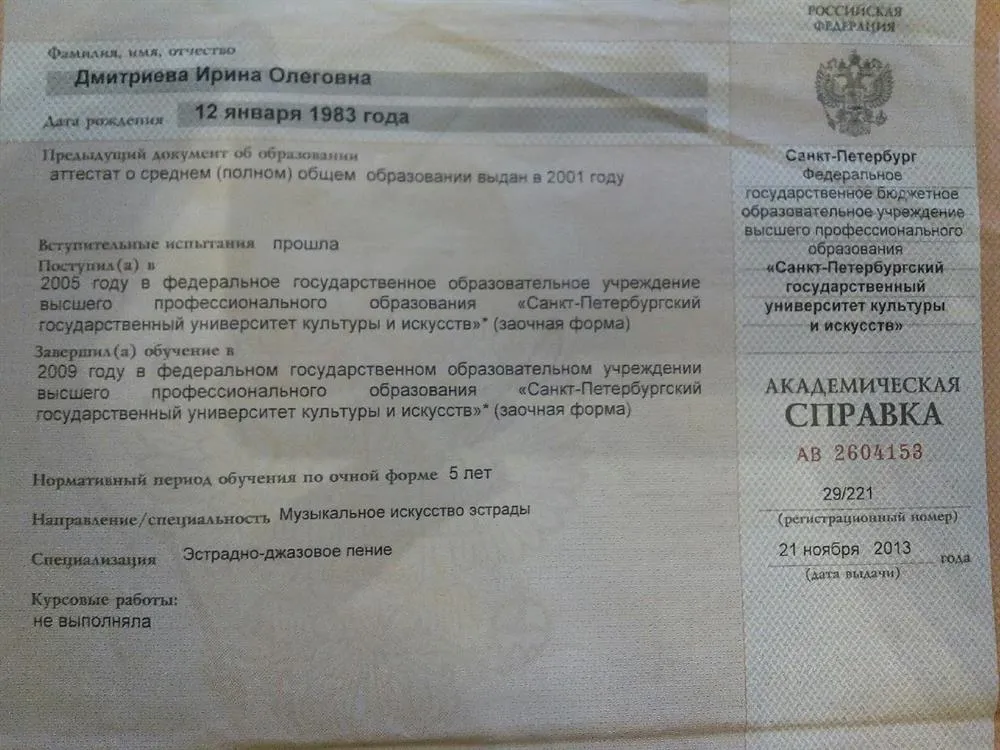 Фамилия, имя, отчество
Дмитриева Ирина Олеговна
Дата рождения 12 января 1983 года
Предыдущий документ об образовании
аттестат о среднем (полном) общем образовании выдан в 2001 году
Вступительные испытания прошла
Поступил(а) в
2005 году в федеральное государственное образовательное учреждение
высшего профессионального образования «Санкт-Петербургский
государственный университет культуры и искусств»* (заочная форма)
Завершил(а) обучение в
2009 году в федеральном государственном образовательном учреждении
высшего профессионального образования «Санкт-Петербургский
государственный университет культуры и искусств»* (заочная форма)
Нормативный период обучения по очной форме 5 лет
Направление/специальность Музыкальное искусство эстрады
Специализация Эстрадно-джазовое пение
Курсовые работы:
не выполняла
РОССИЙСКАЯ
ФЕДЕРАЦИЯ
Санкт-Петербург
Федеральное
государственное бюджетное
образовательное учреждение
высшего профессионального
образования
«Санкт-Петербургский
государственный
университет культуры
и искусств»
АКАДЕМИЧЕСКАЯ
СПРАВКА
АВ 2604153
29/221
(регистрационный номер)
21 ноября 2013 года
(дата выдачи)